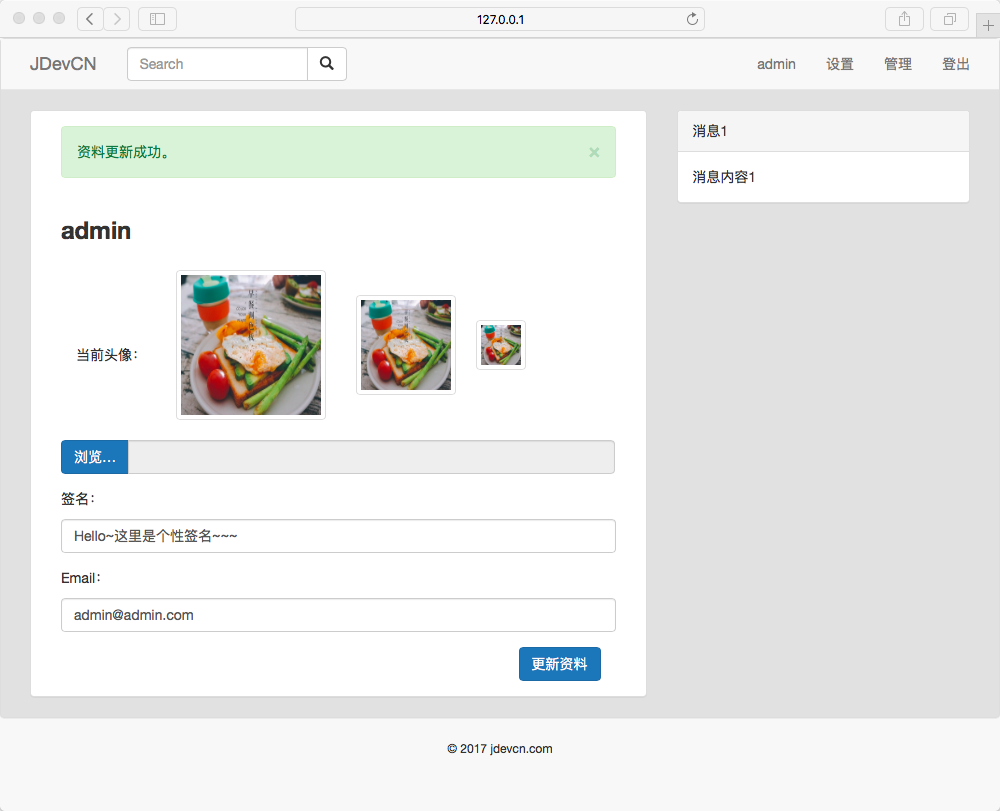 127.0.0.1
JDevCN
Search
admin
设置
管理
登出
资料更新成功。
×
消息1
消息内容1
admin
当前头像：
浏览...
签名：
Hello~这里是个性签名~~~
Email：
admin@admin.com
更新资料
© 2017 jdevcn.com